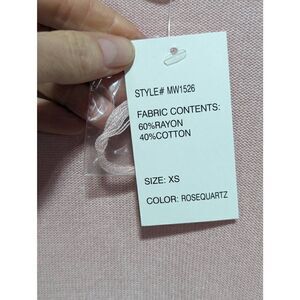 STYLE# MW1526
FABRIC CONTENTS:
60%RAYON
40%COTTON
SIZE: XS
COLOR: ROSEQUARTZ